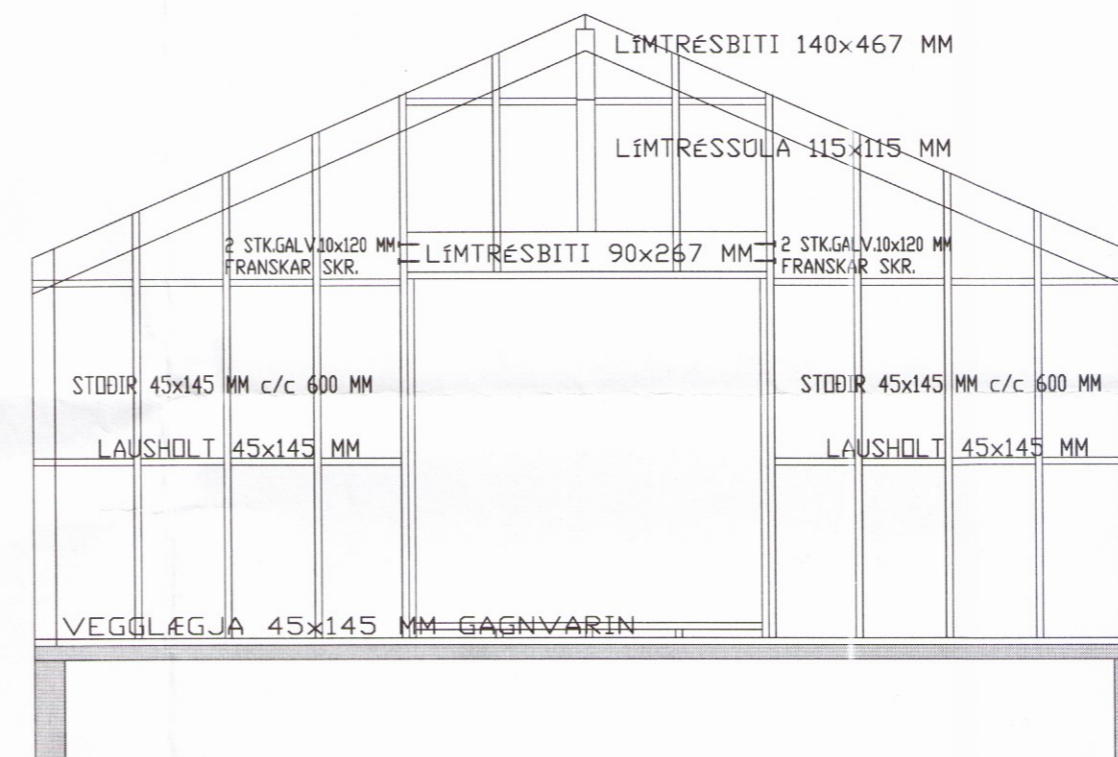 LÍMTRÉSBITI 140x467 MM
LÍMTRÉSSÚLA 115x115 MM
2 STK.GALV.10x120 MM
FRANSKAR SKR.
LÍMTRÉSBITI 90x267 MM
2 STK.GALV.10x120 MM
FRANSKAR SKR.
STOÐIR 45x145 MM c/c 600 MM
STOÐIR 45x145 MM c/c 600 MM
LAUSHOLT 45x145 MM
LAUSHOLT 45x145 MM
VEGGLÆGJA 45x145 MM GAGNVARIN